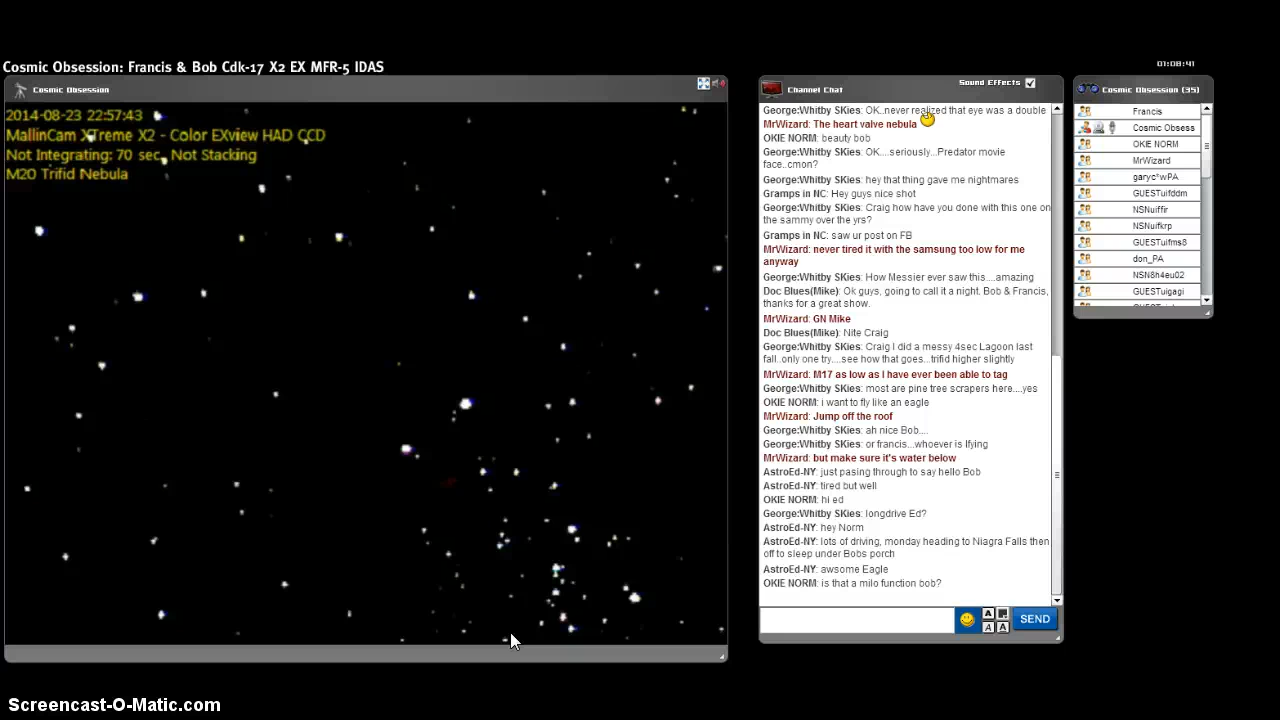 01:08:41
Cosmic Obsession: Francis & Bob Cdk-17 X2 EX MFR-5 IDAS
Cosmic Obsession
2014-08-23 22:57:43
MallinCam XTreme X2 - Color EXview HAD CCD
Not Integrating: 70 sec, Not Stacking
M20 Trifid Nebula
Channel Chat
Sound Effects
George:Whitby SKies: OK..never realized that eye was a double
MrWizard: The heart valve nebula
OKIE NORM: beauty bob
George:Whitby SKies: OK....seriously...Predator movie
face..cmon?
George:Whitby SKies: hey that thing gave me nightmares
Gramps in NC: Hey guys nice shot
George:Whitby SKies: Craig how have you done with this one on
the sammy over the yrs?
Gramps in NC: saw ur post on FB
MrWizard: never tired it with the samsung too low for me
anyway
George:Whitby SKies: How Messier ever saw this....amazing
Doc Blues(Mike): Ok guys, going to call it a night. Bob & Francis,
thanks for a great show.
MrWizard: GN Mike
Doc Blues(Mike): Nite Craig
George:Whitby SKies: Craig I did a messy 4sec Lagoon last
fall..only one try....see how that goes...trifid higher slightly
MrWizard: M17 as low as I have ever been able to tag
George:Whitby SKies: most are pine tree scrapers here....yes
OKIE NORM: i want to fly like an eagle
MrWizard: Jump off the roof
George:Whitby SKies: ah nice Bob....
George:Whitby SKies: or francis...whoever is lfying
MrWizard: but make sure it's water below
AstroEd-NY: just pasing through to say hello Bob
AstroEd-NY: tired but well
OKIE NORM: hi ed
George:Whitby SKies: longdrive Ed?
AstroEd-NY: hey Norm
AstroEd-NY: lots of driving, monday heading to Niagra Falls then
off to sleep under Bobs porch
AstroEd-NY: awsome Eagle
OKIE NORM: is that a milo function bob?
A
A A
SEND
Cosmic Obsession (35)
Francis
Cosmic Obsess
OKIE NORM
MrWizard
garyc*wPA
GUESTuifddm
NSNuiffir
NSNuifkrp
GUESTuifms8
don_PA
NSN8h4eu02
GUESTuigagi
Screencast-O-Matic.com